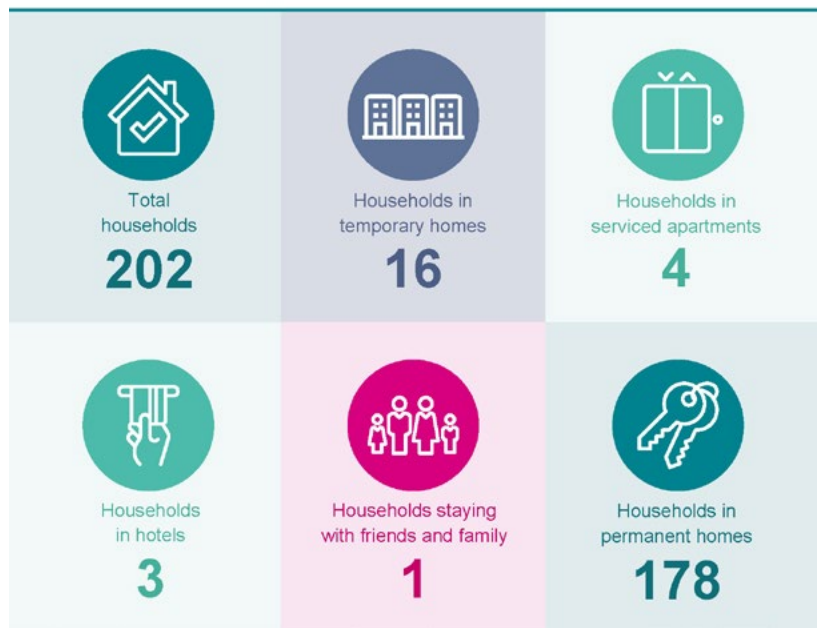 Total
households
202
Households in
temporary homes
16
Households in
serviced apartments
4
Households
in hotels
3
Households staying
with friends and family
1
Households in
permanent homes
178